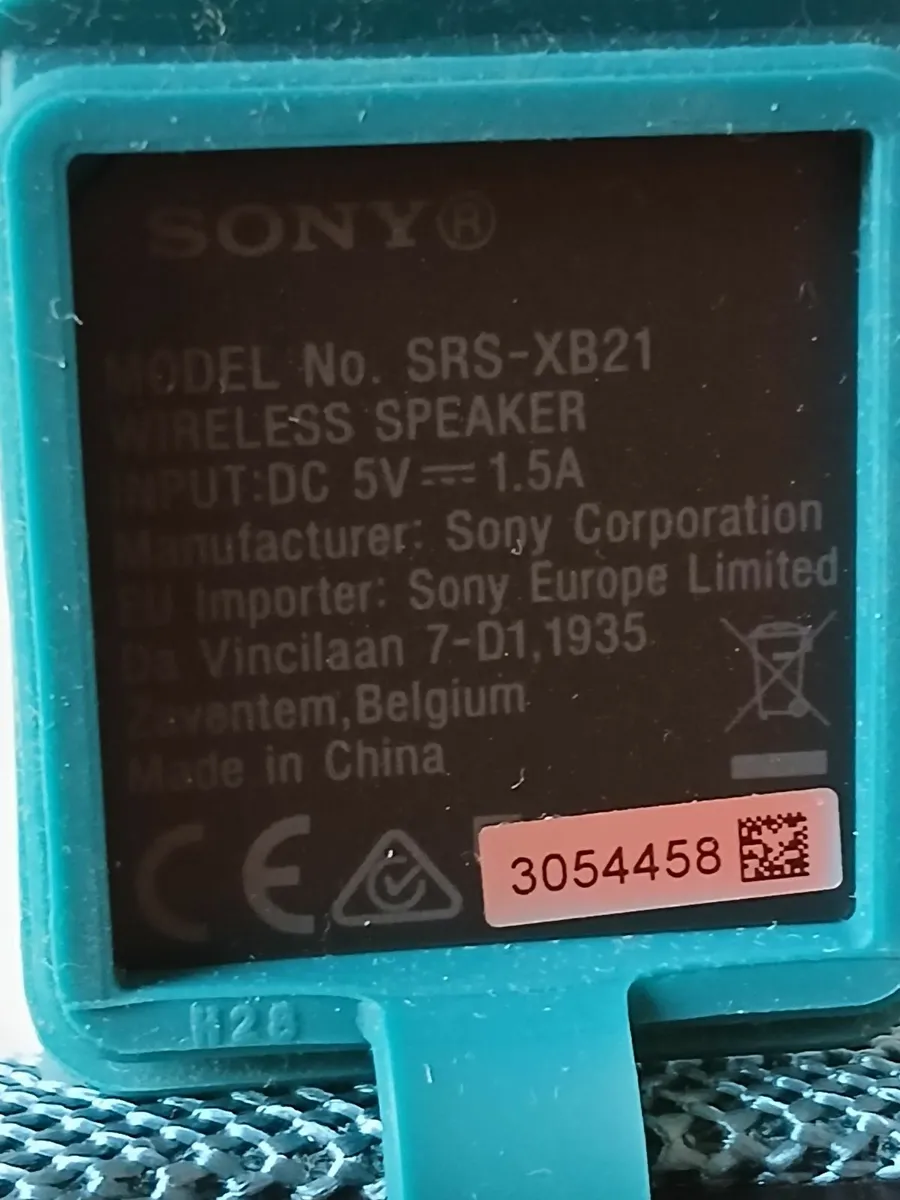 SONY®
MODEL No. SRS-XB21
WIRELESS SPEAKER
INPUT:DC 5V⎓1.5A
Manufacturer: Sony Corporation
EU Importer: Sony Europe Limited
Da Vincilaan 7-D1,1935
Zaventem,Belgium
Made in China
CE
3054458